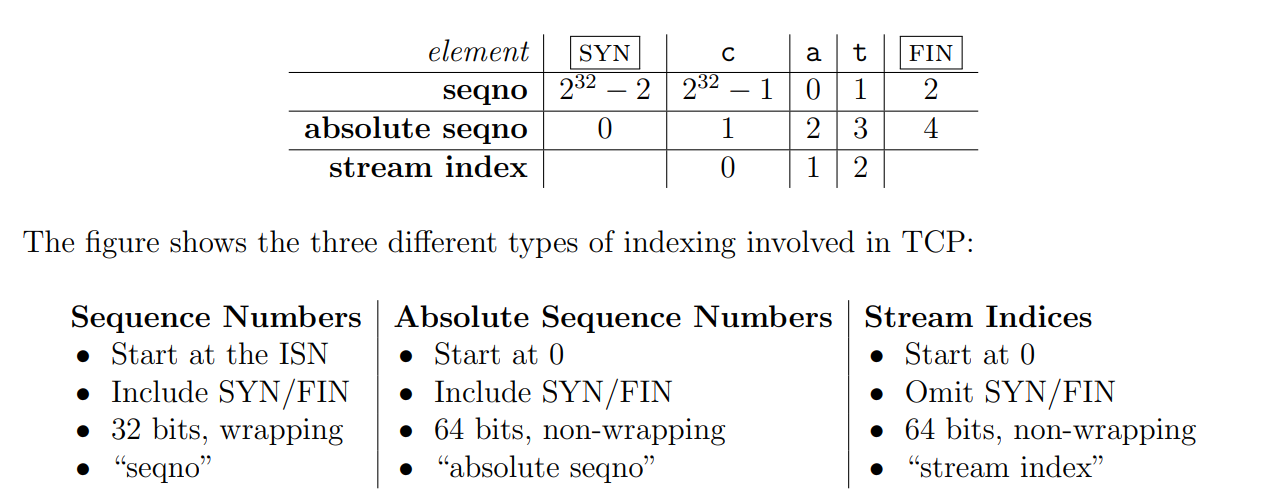 element SYN c a t FIN
seqno 2^32 − 2 2^32 − 1 0 1 2
absolute seqno 0 1 2 3 4
stream index 0 1 2
The figure shows the three different types of indexing involved in TCP:
Sequence Numbers Absolute Sequence Numbers Stream Indices
• Start at the ISN • Start at 0 • Start at 0
• Include SYN/FIN • Include SYN/FIN • Omit SYN/FIN
• 32 bits, wrapping • 64 bits, non-wrapping • 64 bits, non-wrapping
• “seqno” • “absolute seqno” • “stream index”